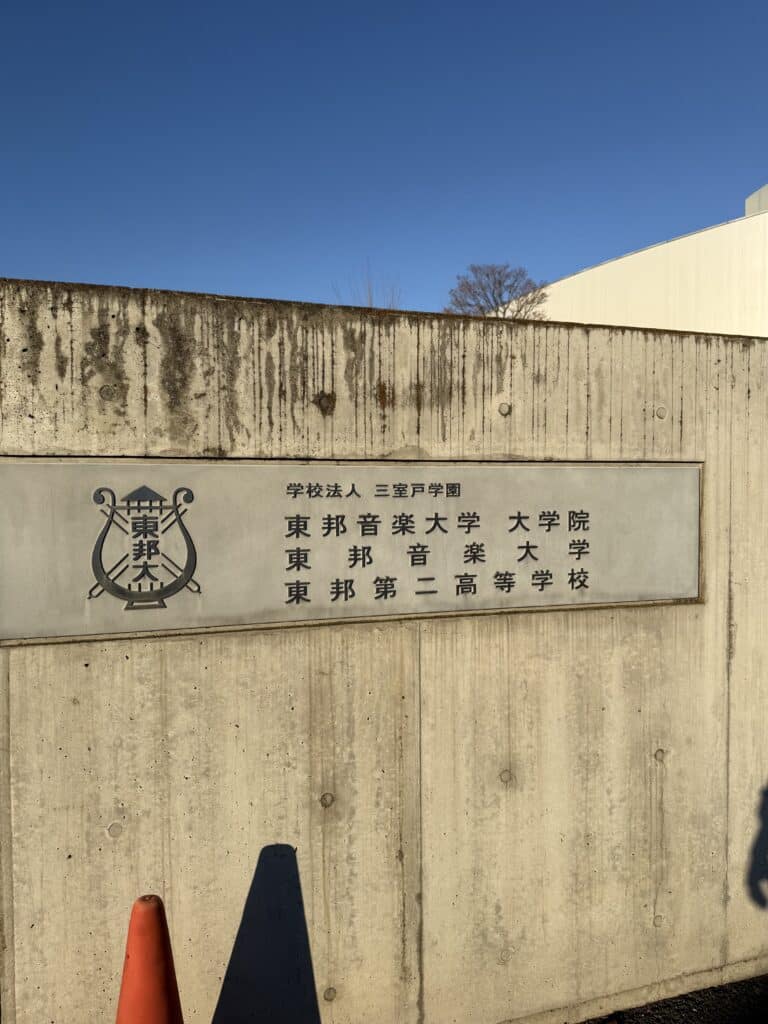 東邦大
学校法人 三室戸学園
東邦音楽大学 大学院
東邦音楽大学
東邦第二高等学校